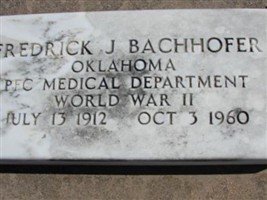 FREDRICK J BACHHOFER
OKLAHOMA
PFC MEDICAL DEPARTMENT
WORLD WAR II
JULY 13 1912 OCT 3 1960